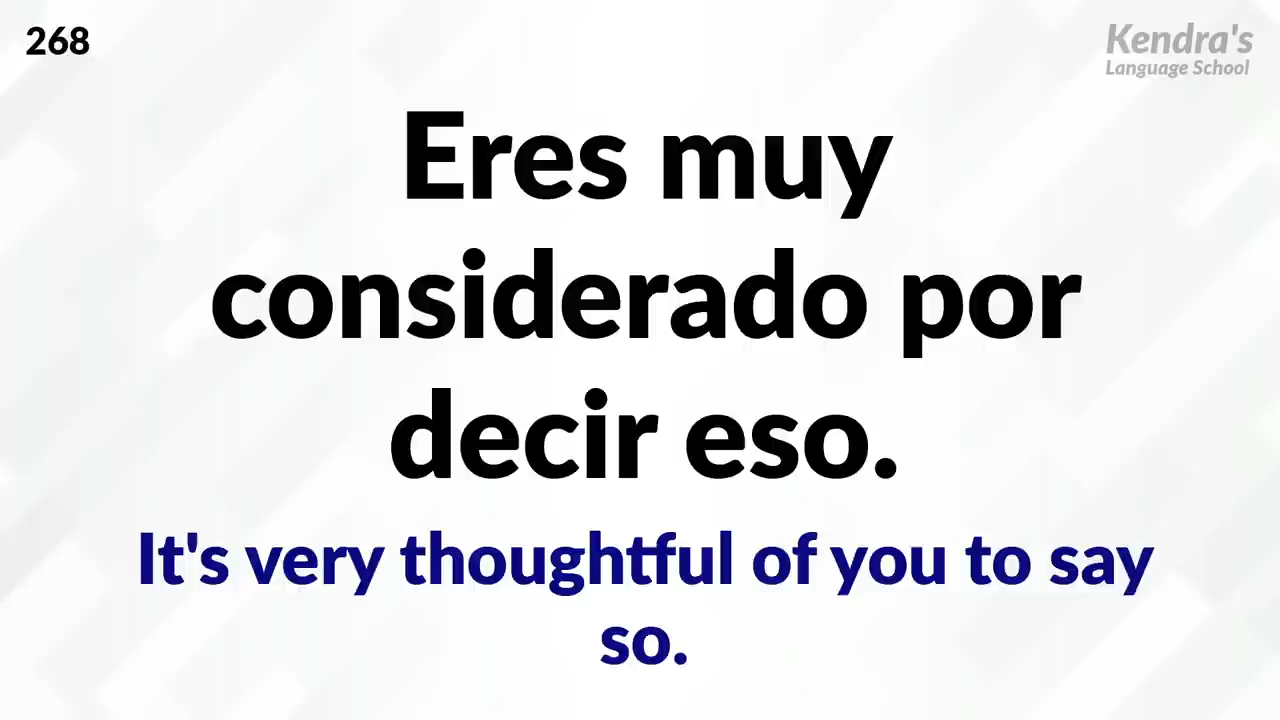 268
Kendra's
Language School
Eres muy
considerado por
decir eso.
It's very thoughtful of you to say
so.